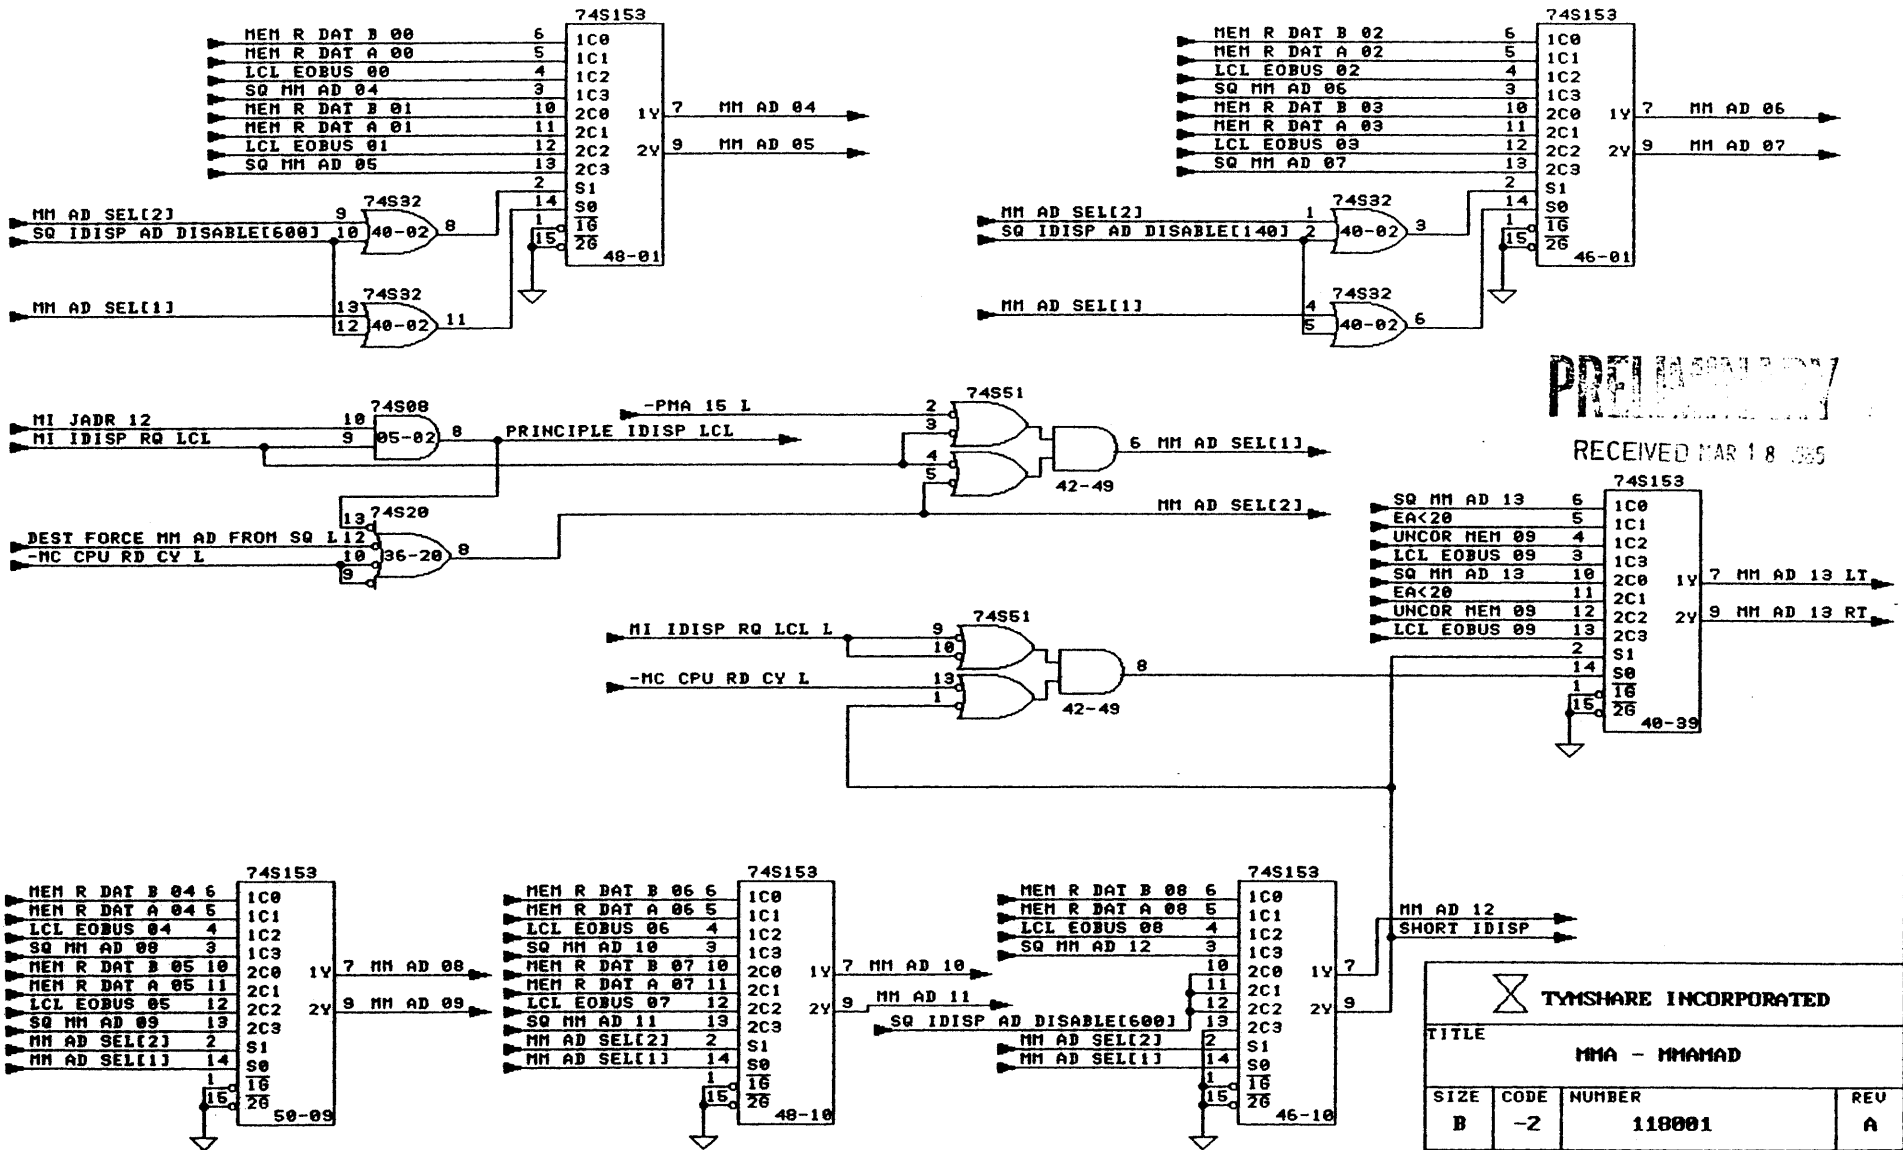 74S153
MEM R DAT B 00 6 1C0
MEM R DAT A 00 5 1C1
LCL EOBUS 00 4 1C2
SQ MM AD 04 3 1C3
MEM R DAT B 01 10 2C0 1Y 7 MM AD 04
MEM R DAT A 01 11 2C1
LCL EOBUS 01 12 2C2 2Y 9 MM AD 05
SQ MM AD 05 13 2C3
2 S1
14 S0
1 1G
15 2G
48-01
MM AD SEL[2] 9 74S32
SQ IDISP AD DISABLE[600] 10 40-02 8
MM AD SEL[1] 13 74S32
12 40-02 11
74S153
MEM R DAT B 02 6 1C0
MEM R DAT A 02 5 1C1
LCL EOBUS 02 4 1C2
SQ MM AD 06 3 1C3
MEM R DAT B 03 10 2C0 1Y 7 MM AD 06
MEM R DAT A 03 11 2C1
LCL EOBUS 03 12 2C2 2Y 9 MM AD 07
SQ MM AD 07 13 2C3
2 S1
14 S0
1 1G
15 2G
46-01
MM AD SEL[2] 1 74S32
SQ IDISP AD DISABLE[140] 2 40-02 3
MM AD SEL[1] 4 74S32
5 40-02 6
PRELIMINARY
RECEIVED MAR 18
74S08
MI JADR 12 10
MI IDISP RQ LCL 9 05-02 8 PRINCIPLE IDISP LCL
-PMA 15 L 2 74S51
3
4
5
42-49
6 MM AD SEL[1]
MM AD SEL[2]
13 74S20
DEST FORCE MM AD FROM SQ L 12
-MC CPU RD CY L 10
9 36-20 8
74S51
MI IDISP RQ LCL L 9
10
-MC CPU RD CY L 13
1
42-49
8
74S153
SQ MM AD 13 6 1C0
EA<20 5 1C1
UNCOR MEM 09 4 1C2
LCL EOBUS 09 3 1C3
SQ MM AD 13 10 2C0 1Y 7 MM AD 13 LT
EA<20 11 2C1
UNCOR MEM 09 12 2C2 2Y 9 MM AD 13 RT
LCL EOBUS 09 13 2C3
2 S1
14 S0
1 1G
15 2G
40-39
74S153
MEM R DAT B 04 6 1C0
MEM R DAT A 04 5 1C1
LCL EOBUS 04 4 1C2
SQ MM AD 08 3 1C3
MEM R DAT B 05 10 2C0 1Y 7 MM AD 08
MEM R DAT A 05 11 2C1
LCL EOBUS 05 12 2C2 2Y 9 MM AD 09
SQ MM AD 09 13 2C3
MM AD SEL[2] 2 S1
MM AD SEL[1] 14 S0
1 1G
15 2G
50-09
74S153
MEM R DAT B 06 6 1C0
MEM R DAT A 06 5 1C1
LCL EOBUS 06 4 1C2
SQ MM AD 10 3 1C3
MEM R DAT B 07 10 2C0 1Y 7 MM AD 10
MEM R DAT A 07 11 2C1
LCL EOBUS 07 12 2C2 2Y 9 MM AD 11
SQ MM AD 11 13 2C3
MM AD SEL[2] 2 S1
MM AD SEL[1] 14 S0
1 1G
15 2G
48-10
74S153
MEM R DAT B 08 6 1C0
MEM R DAT A 08 5 1C1
LCL EOBUS 08 4 1C2
SQ MM AD 12 3 1C3
10 2C0 1Y 7 MM AD 12
11 2C1
12 2C2 2Y 9 SHORT IDISP
SQ IDISP AD DISABLE[600] 13 2C3
MM AD SEL[2] 2 S1
MM AD SEL[1] 14 S0
1 1G
15 2G
46-10
TYMSHARE INCORPORATED
TITLE
MMA - MMAMAD
SIZE CODE NUMBER REV
B -2 118001 A